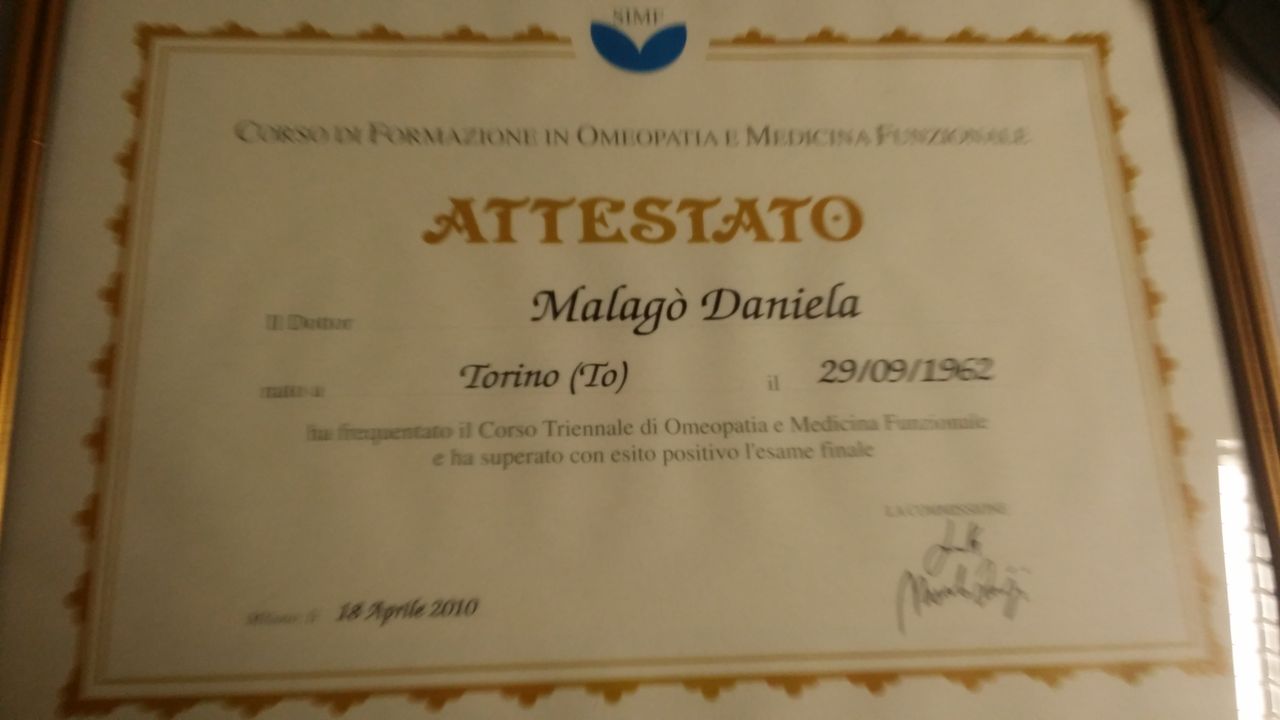 SIMF
CORSO DI FORMAZIONE IN OMEOPATIA E MEDICINA FUNZIONALE
ATTESTATO
Il Dottor Malagò Daniela
nato a Torino (To) il 29/09/1962
ha frequentato il Corso Triennale di Omeopatia e Medicina Funzionale
e ha superato con esito positivo l'esame finale
LA COMMISSIONE
Milano, lì 18 Aprile 2010